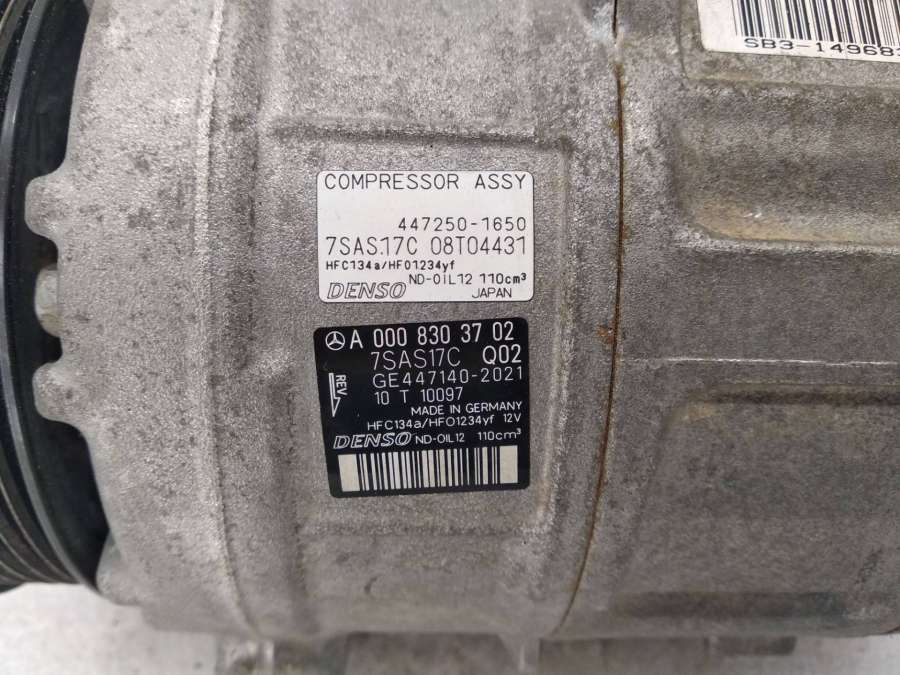 SB3-14968
COMPRESSOR ASSY
447250-1650
7SAS17C 08T04431
HFC134a/HFO1234yf
ND-OIL12 110cm³
DENSO JAPAN
A 000 830 37 02
7SAS17C Q02
GE447140-2021
10 T 10097
REV
MADE IN GERMANY
HFC134a/HFO1234yf 12V
DENSO ND-OIL12 110cm³